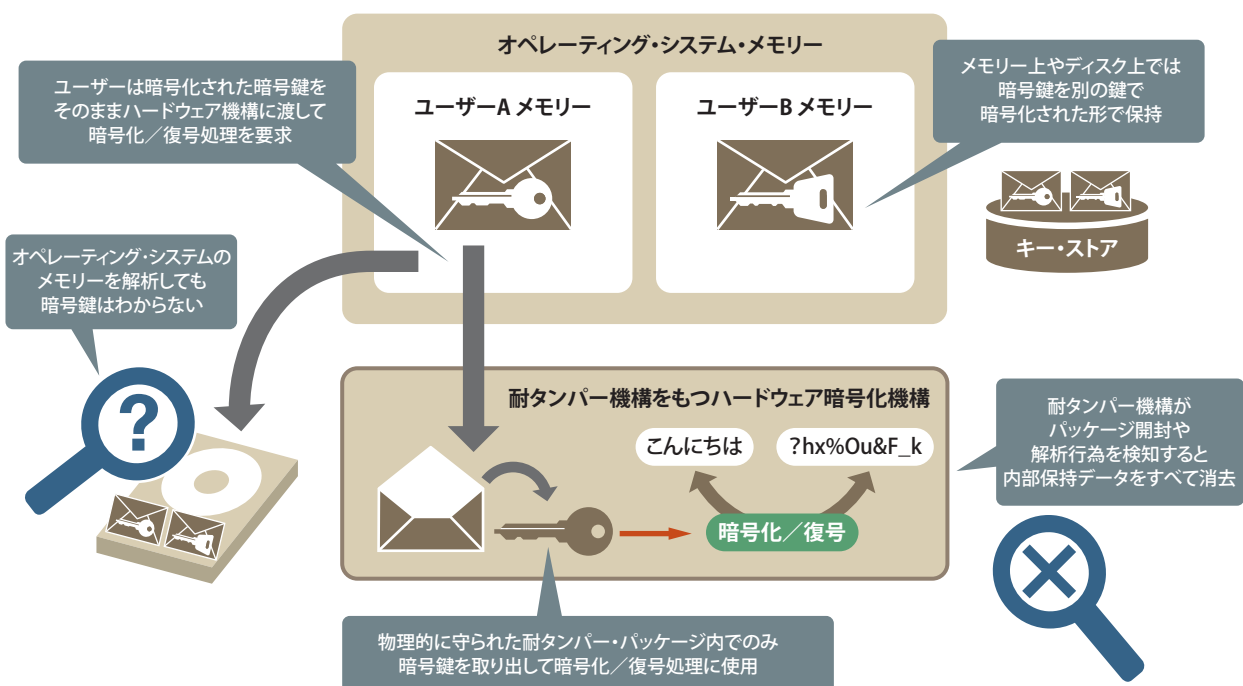 オペレーティング・システム・メモリー
ユーザーは暗号化された暗号鍵を
そのままハードウェア機構に渡して
暗号化／復号処理を要求
ユーザーA メモリー
ユーザーB メモリー
メモリー上やディスク上では
暗号鍵を別の鍵で
暗号化された形で保持
キー・ストア
オペレーティング・システムの
メモリーを解析しても
暗号鍵はわからない
?
耐タンパー機構をもつハードウェア暗号化機構
こんにちは
?hx%Ou&F_k
暗号化／復号
耐タンパー機構が
パッケージ開封や
解析行為を検知すると
内部保持データをすべて消去
物理的に守られた耐タンパー・パッケージ内でのみ
暗号鍵を取り出して暗号化／復号処理に使用